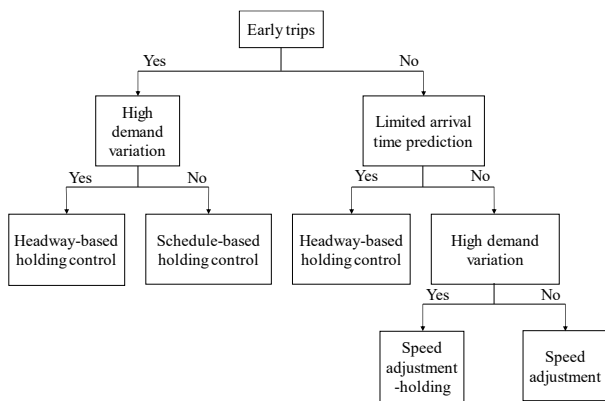 Early trips
Yes
No
High
demand
variation
Limited arrival
time prediction
Yes
No
Yes
No
Headway-based
holding control
Schedule-based
holding control
Headway-based
holding control
High demand
variation
Yes
No
Speed
adjustment
-holding
Speed
adjustment